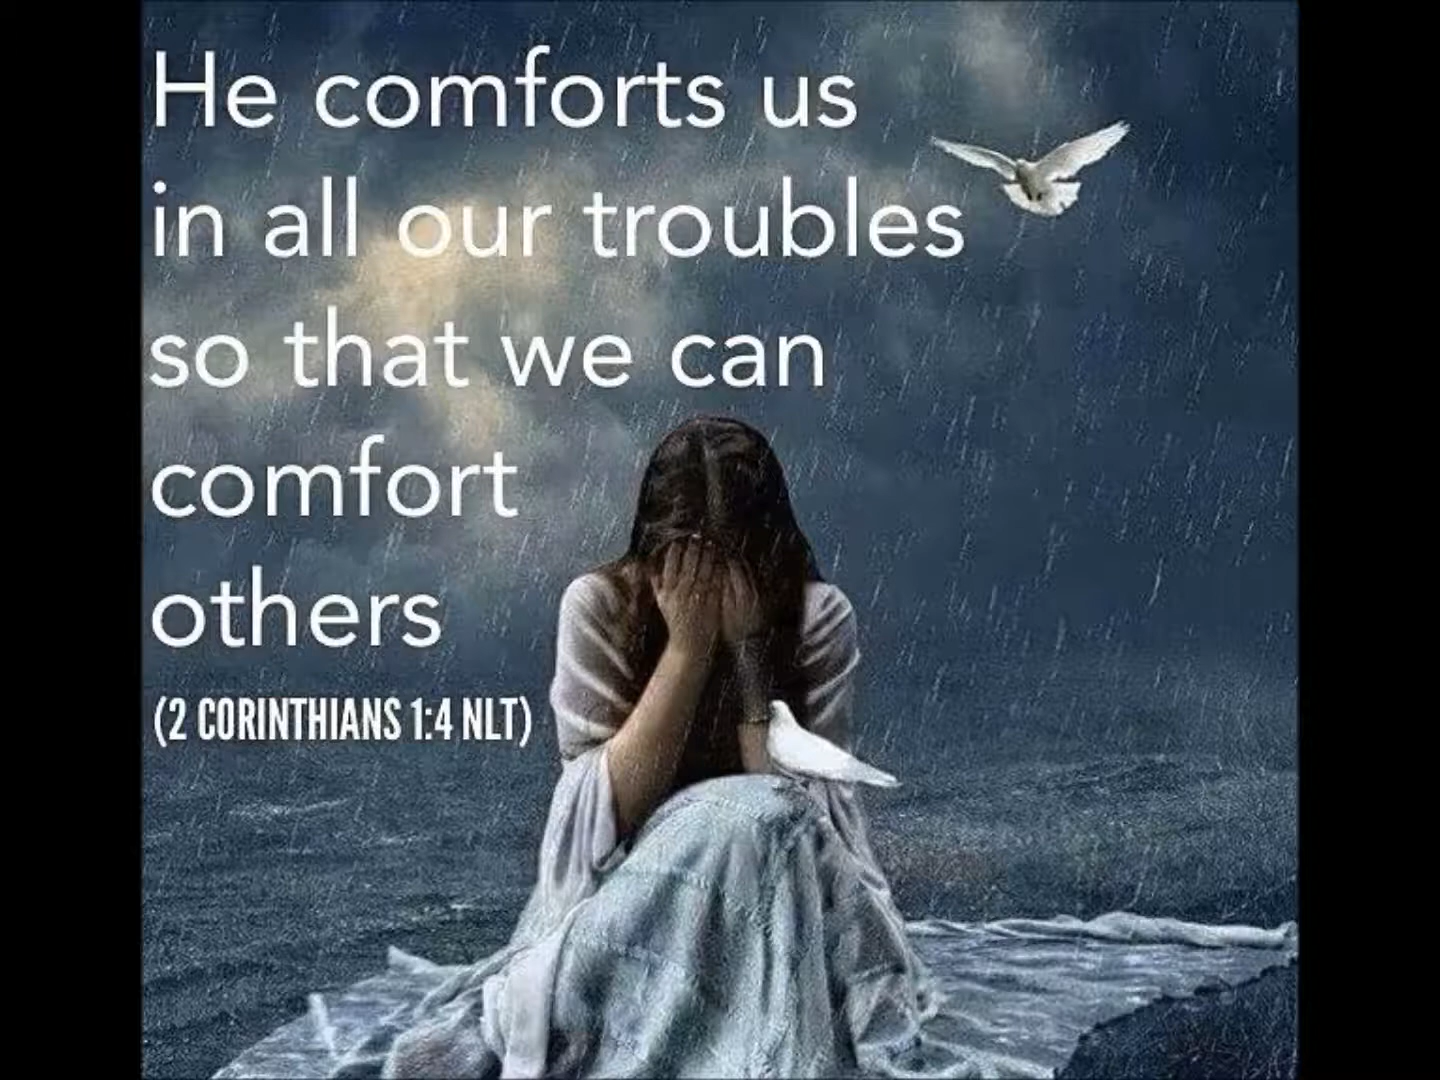 He comforts us
in all our troubles
so that we can
comfort
others
(2 CORINTHIANS 1:4 NLT)